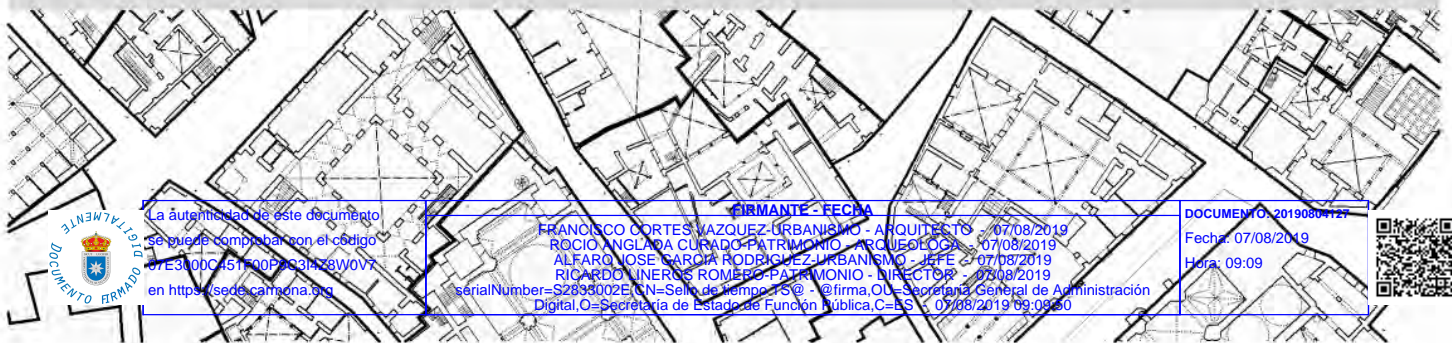 DOCUMENTO FIRMADO DIGITALMENTE
La autenticidad de este documento
se puede comprobar con el código
en https://sede.carmona.org
FIRMANTE - FECHA
FRANCISCO CORTES VAZQUEZ-URBANISMO - ARQUITECTO - 07/08/2019
ROCIO ANGLADA CURADO-PATRIMONIO - ARQUEOLOGA - 07/08/2019
ALFARO JOSE GARCIA RODRIGUEZ-URBANISMO - JEFE - 07/08/2019
RICARDO LINEROS ROMERO-PATRIMONIO - DIRECTOR - 07/08/2019
serialNumber=S2833002E,CN=Sello de tiempo TS@ - @firma,OU=Secretaría General de Administración
Digital,O=Secretaría de Estado de Función Pública,C=ES - 07/08/2019 09:09:50
DOCUMENTO: 20190804127
Fecha: 07/08/2019
Hora: 09:09